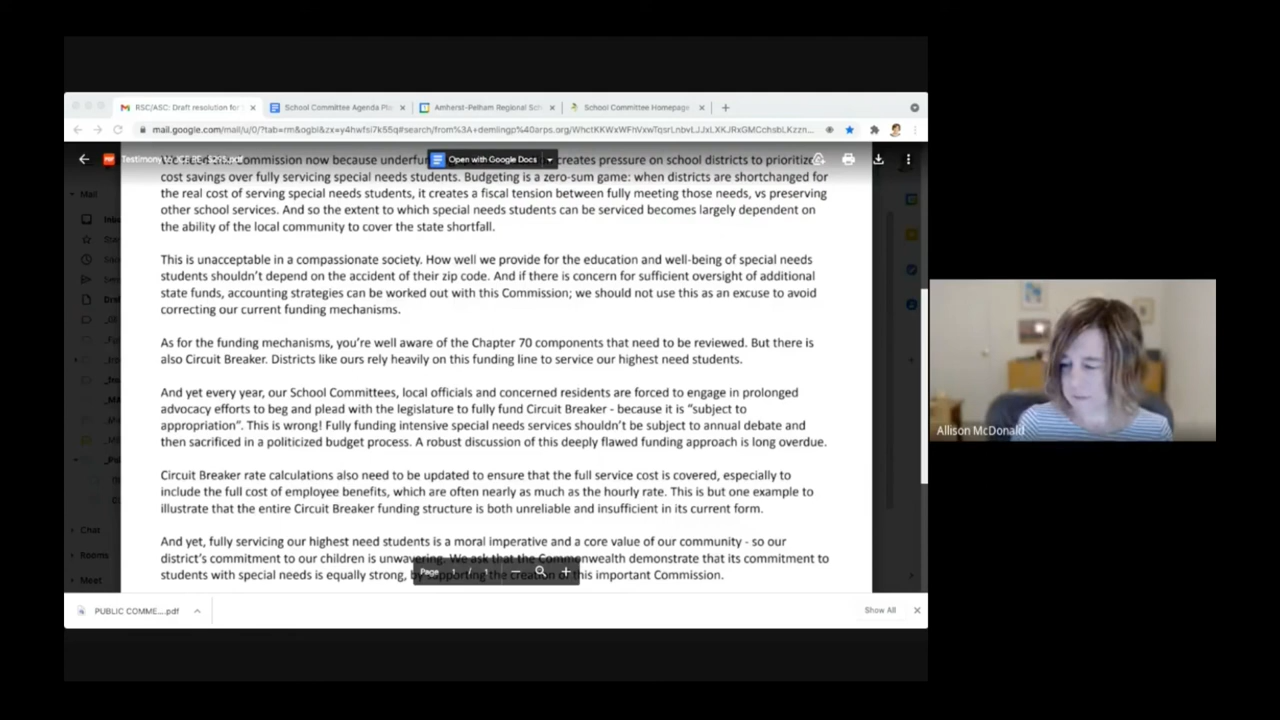 RSC/ASC: Draft resolution for
School Committee Agenda Pla
Amherst-Pelham Regional Sch
School Committee Homepage
Open with Google Docs
creates pressure on school districts to prioritize
cost savings over fully servicing special needs students. Budgeting is a zero-sum game: when districts are shortchanged for
the real cost of serving special needs students, it creates a fiscal tension between fully meeting those needs, vs preserving
other school services. And so the extent to which special needs students can be serviced becomes largely dependent on
the ability of the local community to cover the state shortfall.
This is unacceptable in a compassionate society. How well we provide for the education and well-being of special needs
students shouldn't depend on the accident of their zip code. And if there is concern for sufficient oversight of additional
state funds, accounting strategies can be worked out with this Commission; we should not use this as an excuse to avoid
correcting our current funding mechanisms.
As for the funding mechanisms, you're well aware of the Chapter 70 components that need to be reviewed. But there is
also Circuit Breaker. Districts like ours rely heavily on this funding line to service our highest need students.
And yet every year, our School Committees, local officials and concerned residents are forced to engage in prolonged
advocacy efforts to beg and plead with the legislature to fully fund Circuit Breaker - because it is "subject to
appropriation". This is wrong! Fully funding intensive special needs services shouldn't be subject to annual debate and
then sacrificed in a politicized budget process. A robust discussion of this deeply flawed funding approach is long overdue.
Circuit Breaker rate calculations also need to be updated to ensure that the full service cost is covered, especially to
include the full cost of employee benefits, which are often nearly as much as the hourly rate. This is but one example to
illustrate that the entire Circuit Breaker funding structure is both unreliable and insufficient in its current form.
And yet, fully servicing our highest need students is a moral imperative and a core value of our community - so our
district's commitment to our children is unwavering. We ask that the Commonwealth demonstrate that its commitment to
students with special needs is equally strong, by supporting the creation of this important Commission.
Page 1 / 1
Mail
Chat
Rooms
Meet
PUBLIC COMME....pdf
Show All
Allison McDonald